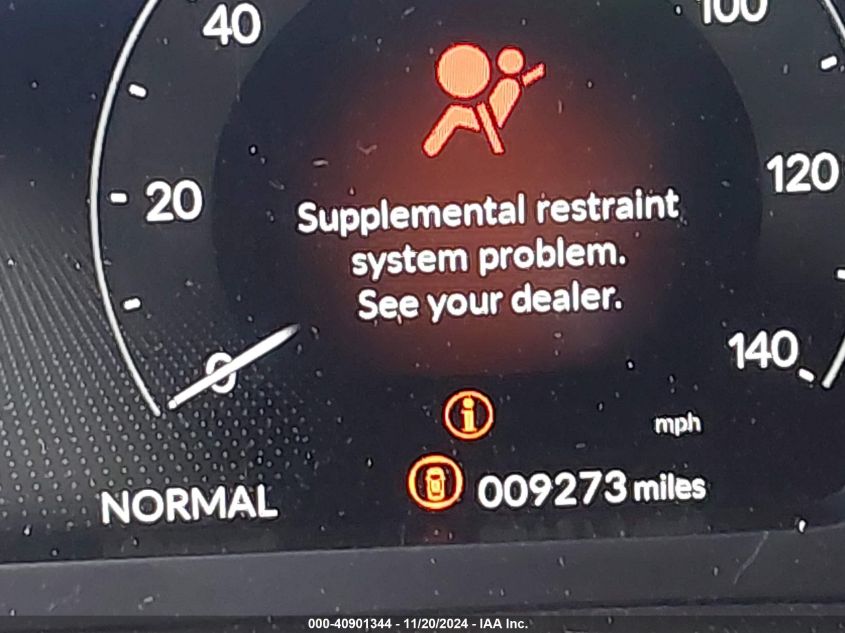 40
100
20
120
Supplemental restraint
system problem.
See your dealer.
0
140
i
mph
009273 miles
NORMAL
000-40901344 - 11/20/2024 - IAA Inc.